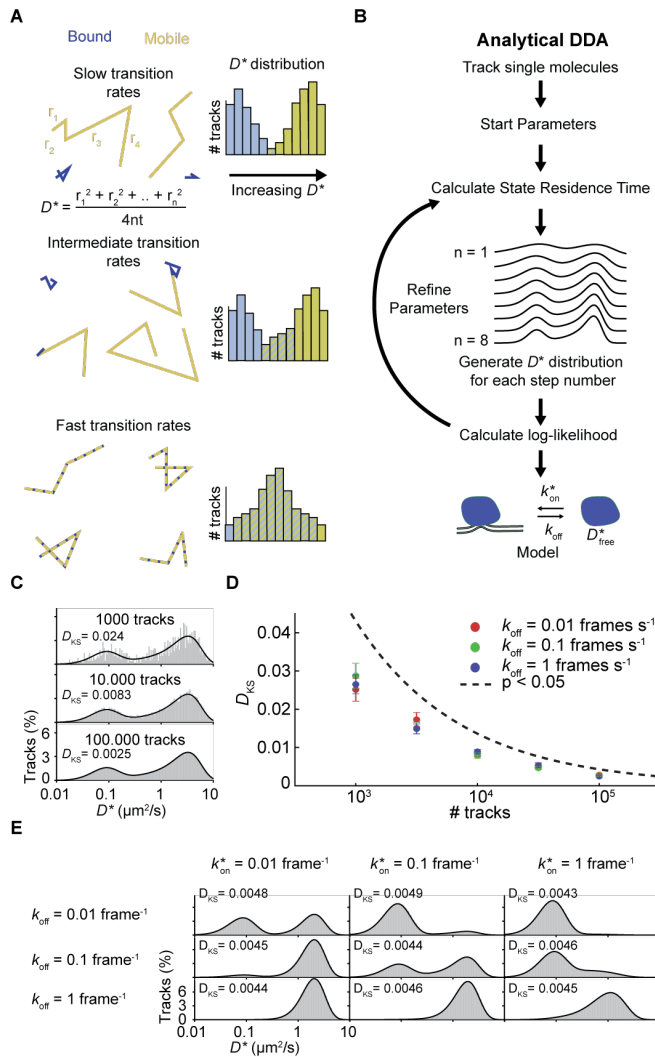 A
Bound Mobile
Slow transition
rates
D* distribution
r1
r2
r3
r4
# tracks
Increasing D*
D* = r1² + r2² + .. + rn²
4nt
Intermediate transition
rates
# tracks
Fast transition rates
# tracks
B
Analytical DDA
Track single molecules
Start Parameters
Calculate State Residence Time
n = 1
Refine
Parameters
n = 8
Generate D* distribution
for each step number
Calculate log-likelihood
k*on
koff
D*free
Model
C
1000 tracks
DKS = 0.024
10.000 tracks
DKS = 0.0083
100.000 tracks
DKS = 0.0025
Tracks (%)
6
3
0
0.01 0.1 1 10
D* (µm²/s)
D
DKS
0.04
0.03
0.02
0.01
0
10³ 10⁴ 10⁵
# tracks
koff = 0.01 frames s⁻¹
koff = 0.1 frames s⁻¹
koff = 1 frames s⁻¹
p < 0.05
E
k*on = 0.01 frame⁻¹ k*on = 0.1 frame⁻¹ k*on = 1 frame⁻¹
koff = 0.01 frame⁻¹
DKS= 0.0048 DKS= 0.0049 DKS= 0.0043
koff = 0.1 frame⁻¹
DKS= 0.0045 DKS= 0.0044 DKS= 0.0046
koff = 1 frame⁻¹
DKS= 0.0044 DKS= 0.0046 DKS= 0.0045
Tracks (%)
6
3
0
0.01 0.1 1 10
D* (µm²/s)